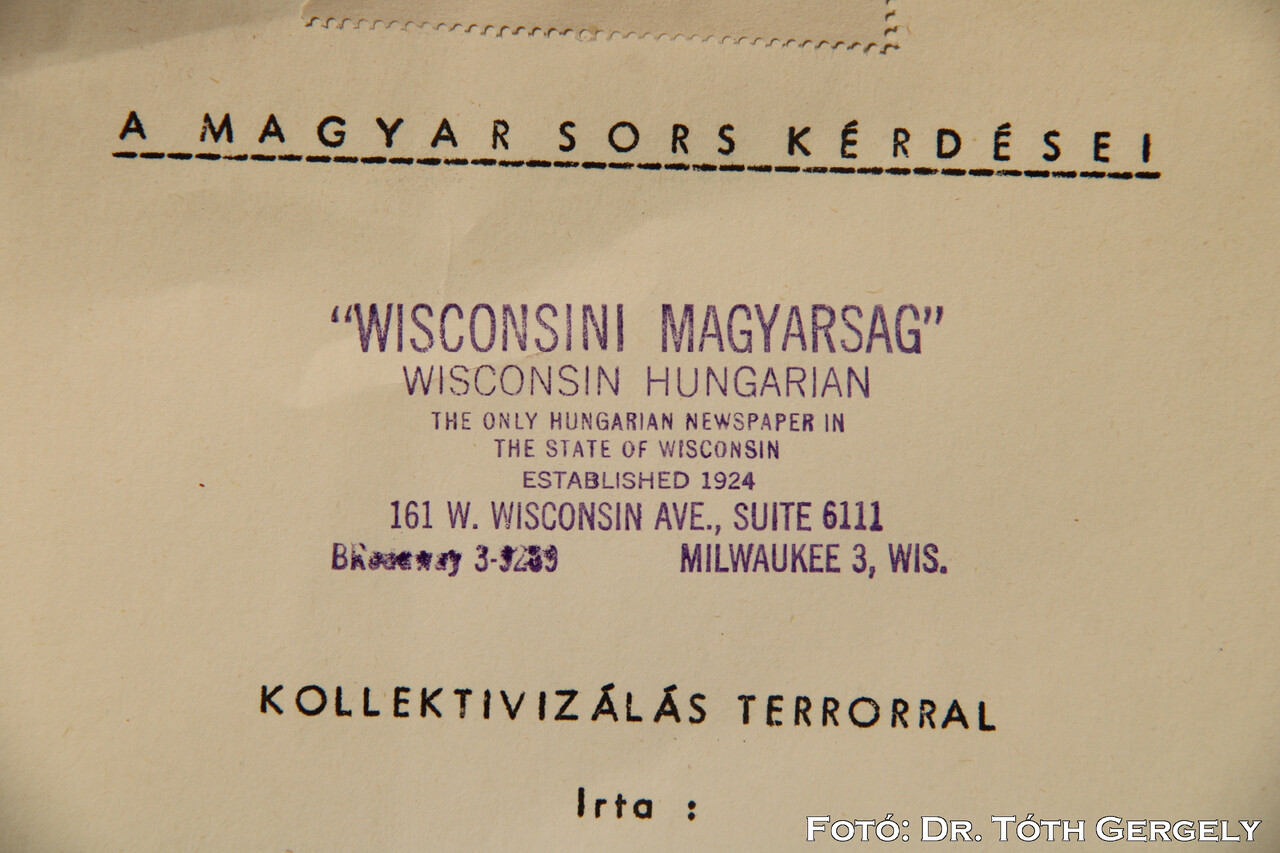 A MAGYAR SORS KÉRDÉSEI
“WISCONSINI MAGYARSAG”
WISCONSIN HUNGARIAN
THE ONLY HUNGARIAN NEWSPAPER IN
THE STATE OF WISCONSIN
ESTABLISHED 1924
161 W. WISCONSIN AVE., SUITE 6111
BRoadway MILWAUKEE 3, WIS.
KOLLEKTIVIZÁLÁS TERRORRAL
Irta :
FOTÓ: DR. TÓTH GERGELY